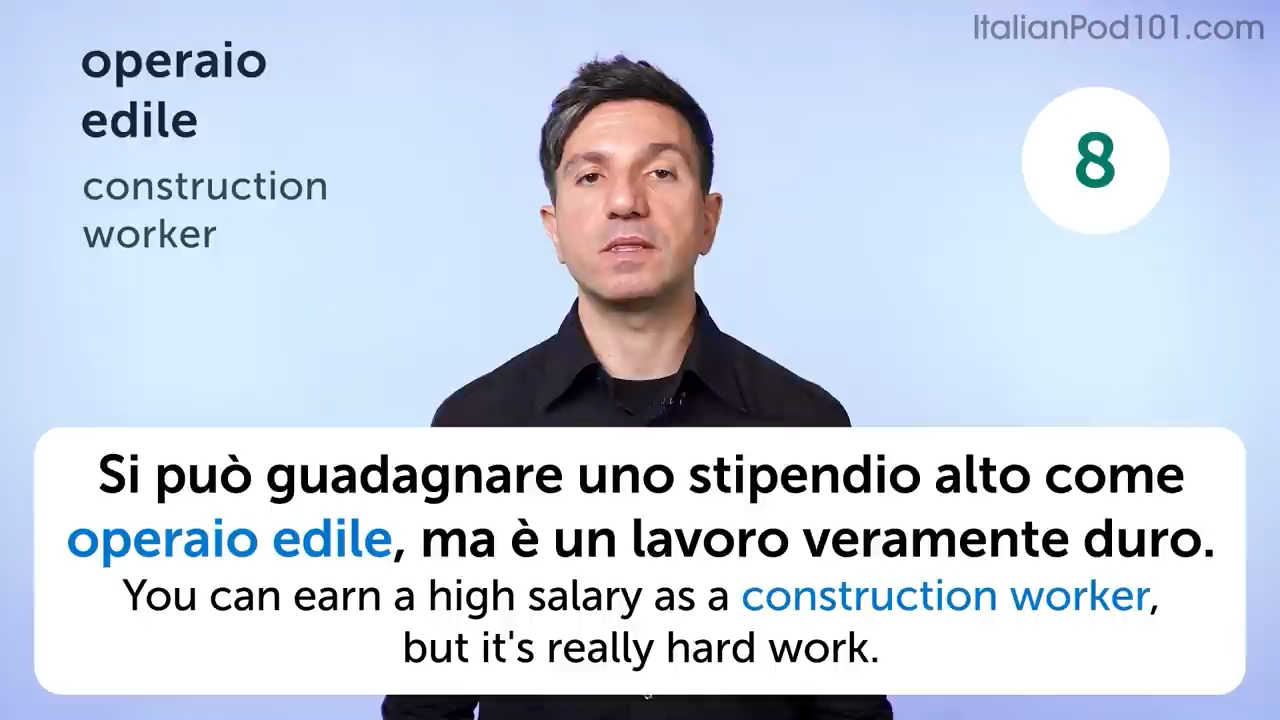 ItalianPod101.com
operaio
edile
construction
worker
8
Si può guadagnare uno stipendio alto come
operaio edile, ma è un lavoro veramente duro.
You can earn a high salary as a construction worker,
but it's really hard work.